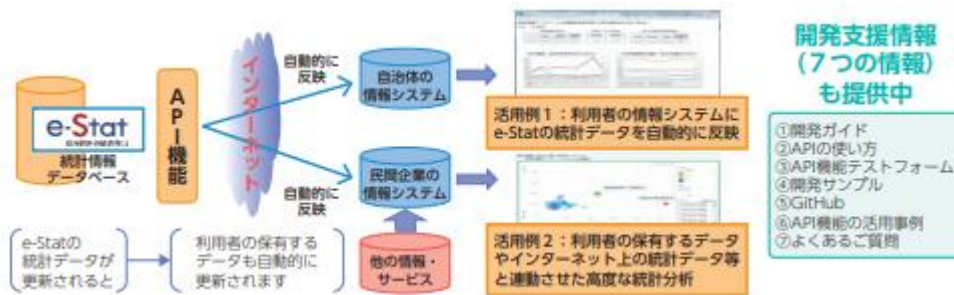 e-Stat
統計情報
データベース
API機能
インターネット
自動的に
反映
自動的に
反映
自治体の
情報システム
民間企業の
情報システム
他の情報・
サービス
e-Statの
統計データが
更新されると
利用者の保有する
データも自動的に
更新されます
活用例1：利用者の情報システムに
e-Statの統計データを自動的に反映
活用例2：利用者の保有するデータ
やインターネット上の統計データ等
と連動させた高度な統計分析
開発支援情報
（７つの情報）
も提供中
①開発ガイド
②APIの使い方
③API機能テストフォーム
④開発サンプル
⑤GitHub
⑥API機能の活用事例
⑦よくあるご質問